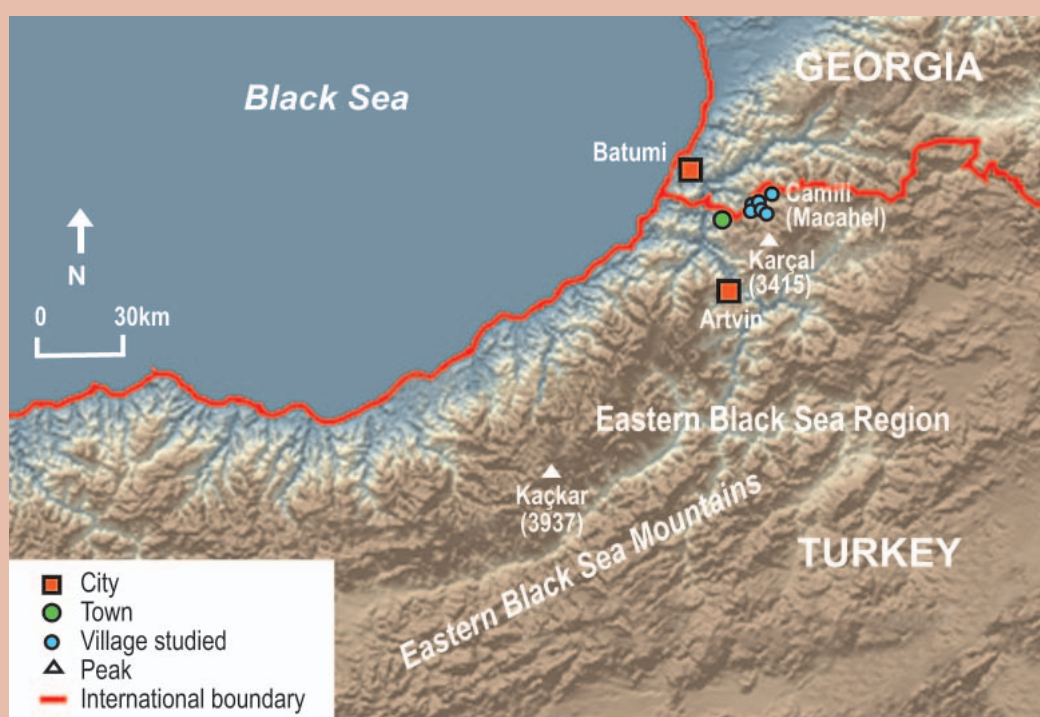 GEORGIA
Black Sea
Batumi
Camili
(Macahel)
N
Karçal
(3415)
0 30km
Artvin
Eastern Black Sea Region
Kaçkar
(3937)
Eastern Black Sea Mountains
TURKEY
City
Town
Village studied
Peak
International boundary